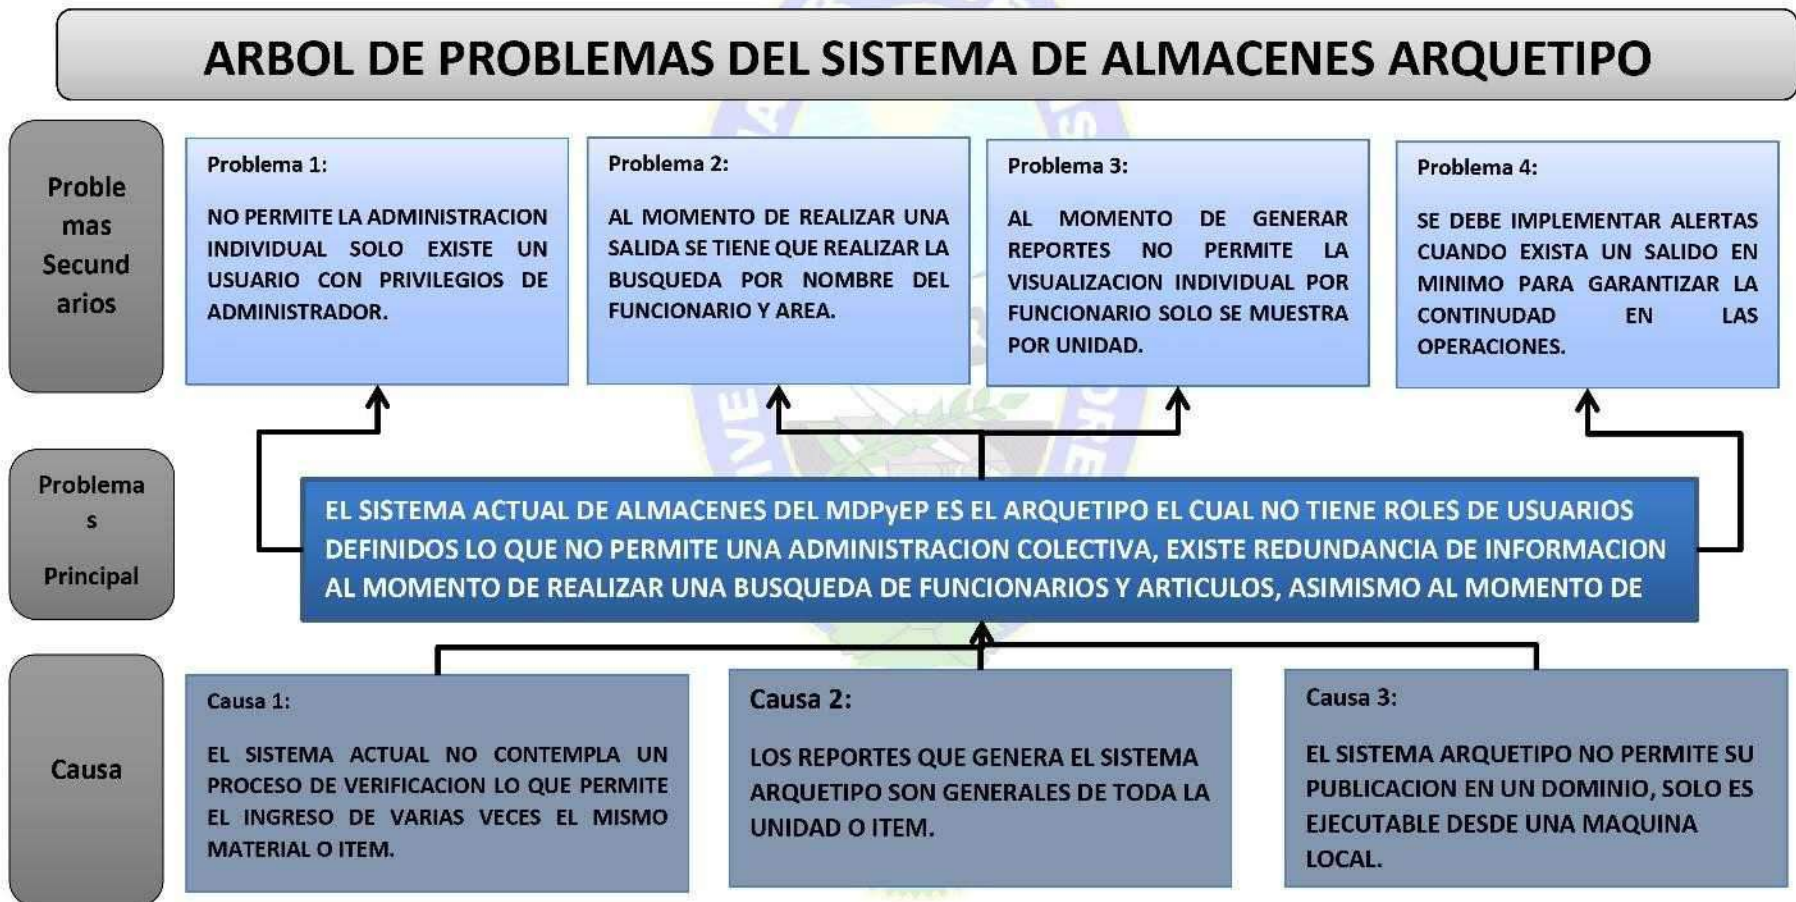 ARBOL DE PROBLEMAS DEL SISTEMA DE ALMACENES ARQUETIPO
Proble
mas
Secund
arios
Problema 1:
NO PERMITE LA ADMINISTRACION
INDIVIDUAL SOLO EXISTE UN
USUARIO CON PRIVILEGIOS DE
ADMINISTRADOR.
Problema 2:
AL MOMENTO DE REALIZAR UNA
SALIDA SE TIENE QUE REALIZAR LA
BUSQUEDA POR NOMBRE DEL
FUNCIONARIO Y AREA.
Problema 3:
AL MOMENTO DE GENERAR
REPORTES NO PERMITE LA
VISUALIZACION INDIVIDUAL POR
FUNCIONARIO SOLO SE MUESTRA
POR UNIDAD.
Problema 4:
SE DEBE IMPLEMENTAR ALERTAS
CUANDO EXISTA UN SALIDO EN
MINIMO PARA GARANTIZAR LA
CONTINUDAD EN LAS
OPERACIONES.
Problema
s
Principal
EL SISTEMA ACTUAL DE ALMACENES DEL MDPyEP ES EL ARQUETIPO EL CUAL NO TIENE ROLES DE USUARIOS
DEFINIDOS LO QUE NO PERMITE UNA ADMINISTRACION COLECTIVA, EXISTE REDUNDANCIA DE INFORMACION
AL MOMENTO DE REALIZAR UNA BUSQUEDA DE FUNCIONARIOS Y ARTICULOS, ASIMISMO AL MOMENTO DE
Causa
Causa 1:
EL SISTEMA ACTUAL NO CONTEMPLA UN
PROCESO DE VERIFICACION LO QUE PERMITE
EL INGRESO DE VARIAS VECES EL MISMO
MATERIAL O ITEM.
Causa 2:
LOS REPORTES QUE GENERA EL SISTEMA
ARQUETIPO SON GENERALES DE TODA LA
UNIDAD O ITEM.
Causa 3:
EL SISTEMA ARQUETIPO NO PERMITE SU
PUBLICACION EN UN DOMINIO, SOLO ES
EJECUTABLE DESDE UNA MAQUINA
LOCAL.